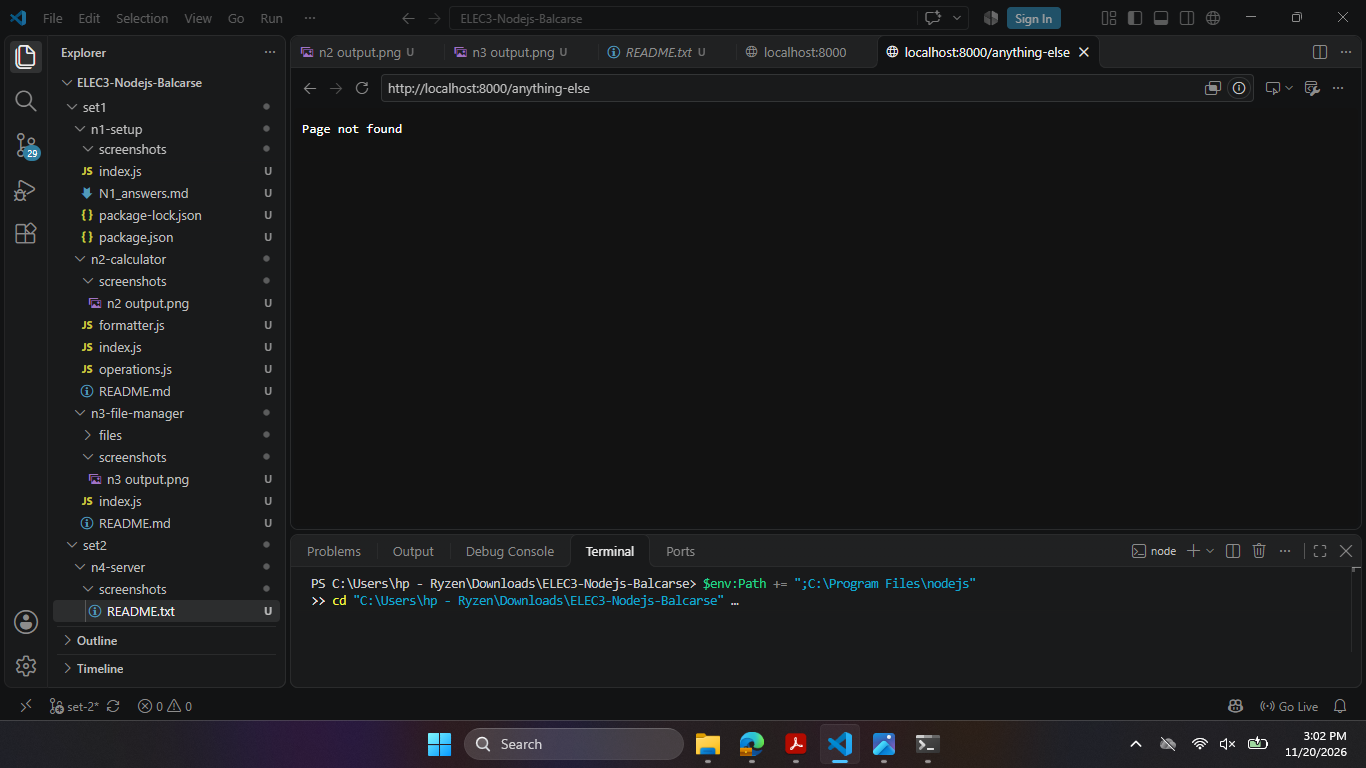 File Edit Selection View Go Run ··· ELEC3-Nodejs-Balcarse Sign In
Explorer ···
n2 output.png U n3 output.png U README.txt U localhost:8000 localhost:8000/anything-else
http://localhost:8000/anything-else
Page not found
ELEC3-Nodejs-Balcarse
set1
n1-setup
screenshots
JS index.js U
N1_answers.md U
{} package-lock.json U
{} package.json U
n2-calculator
screenshots
n2 output.png U
JS formatter.js U
JS index.js U
JS operations.js U
README.md U
n3-file-manager
files
screenshots
n3 output.png U
JS index.js U
README.md U
set2
n4-server
screenshots
README.txt U
Outline
Timeline
29
Problems Output Debug Console Terminal Ports node
PS C:\Users\hp - Ryzen\Downloads\ELEC3-Nodejs-Balcarse> $env:Path += ";C:\Program Files\nodejs"
>> cd "C:\Users\hp - Ryzen\Downloads\ELEC3-Nodejs-Balcarse" …
set-2* 0 0 Go Live
Search
3:02 PM
11/20/2026